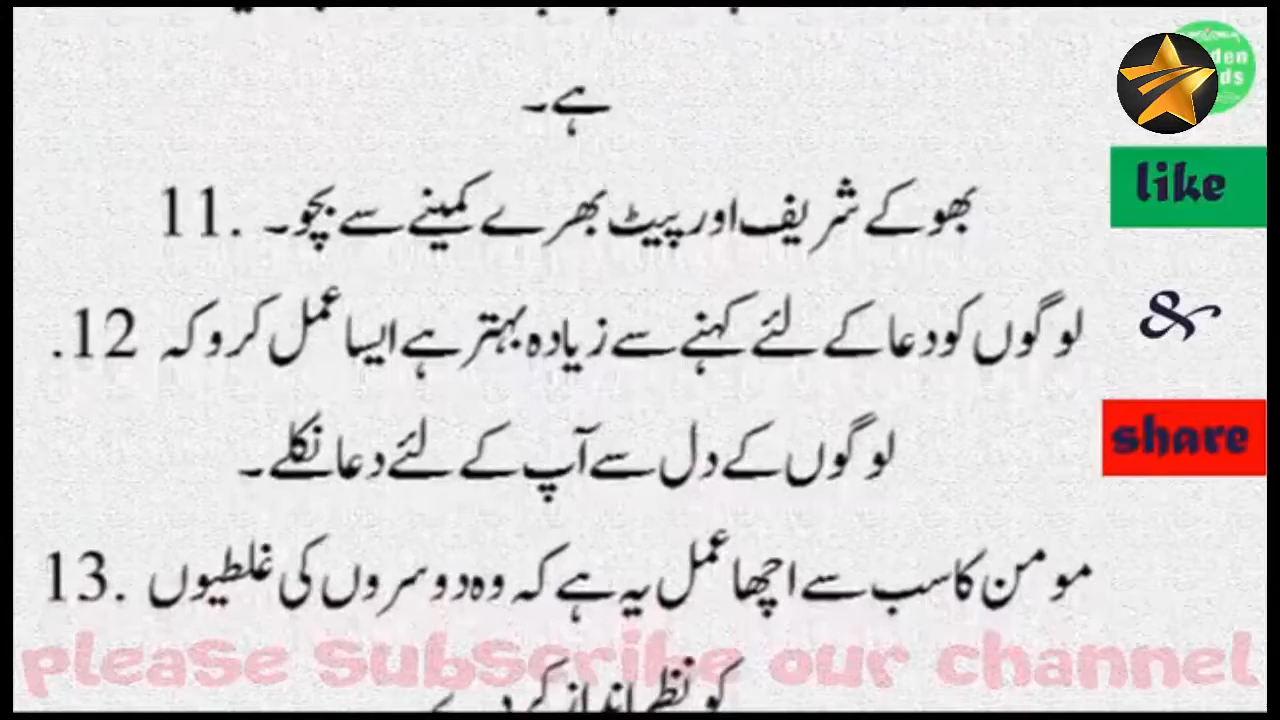 ہے۔
بھوکے شریف اور پیٹ بھرے کمینے سے بچو۔ .11
لوگوں کو دعا کے لئے کہنے سے زیادہ بہتر ہے ایسا عمل کرو کہ 12.
لوگوں کے دل سے آپ کے لئے دعا نکلے۔
مومن کا سب سے اچھا عمل یہ ہے کہ وہ دوسروں کی غلطیوں .13
کو نظر انداز کر دے
like
&
share
please subscribe our channel